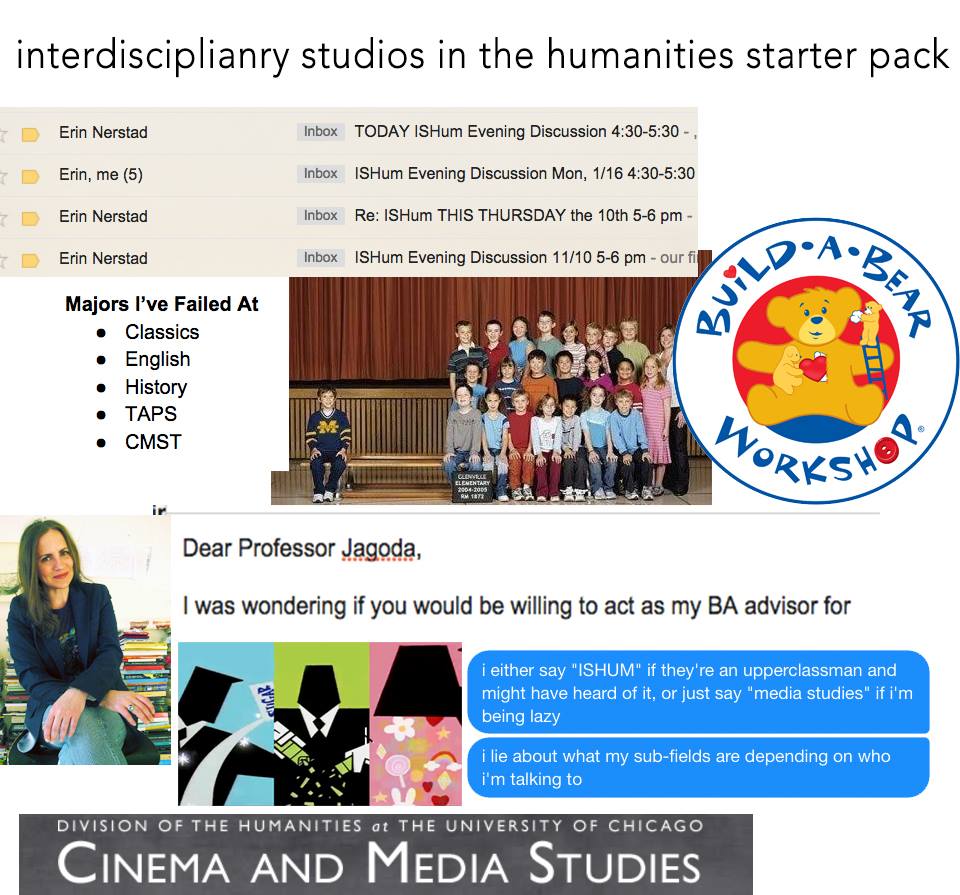 interdisciplianry studios in the humanities starter pack
Erin Nerstad Inbox TODAY ISHum Evening Discussion 4:30-5:30 - ,
Erin, me (5) Inbox ISHum Evening Discussion Mon, 1/16 4:30-5:30
Erin Nerstad Inbox Re: ISHum THIS THURSDAY the 10th 5-6 pm -
Erin Nerstad Inbox ISHum Evening Discussion 11/10 5-6 pm - our fi
BUiLD•A•BEAR
WORKSHOP®
Majors I've Failed At
● Classics
● English
● History
● TAPS
● CMST
M
GLENVILLE
ELEMENTARY
2004-2005
RM 1872
Dear Professor Jagoda,
I was wondering if you would be willing to act as my BA advisor for
SUGAR
i either say "ISHUM" if they're an upperclassman and
might have heard of it, or just say "media studies" if i'm
being lazy
i lie about what my sub-fields are depending on who
i'm talking to
DIVISION OF THE HUMANITIES at THE UNIVERSITY OF CHICAGO
CINEMA AND MEDIA STUDIES